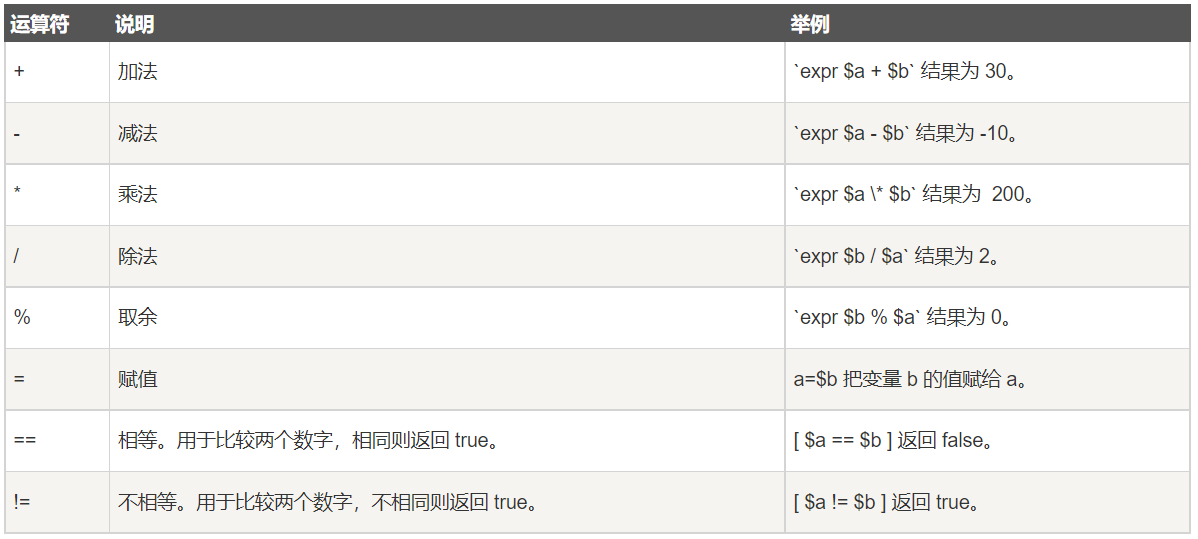 运算符 说明 举例
+ 加法 `expr $a + $b` 结果为 30。
- 减法 `expr $a - $b` 结果为 -10。
* 乘法 `expr $a \* $b` 结果为  200。
/ 除法 `expr $b / $a` 结果为 2。
% 取余 `expr $b % $a` 结果为 0。
= 赋值 a=$b 把变量 b 的值赋给 a。
== 相等。用于比较两个数字，相同则返回 true。 [ $a == $b ] 返回 false。
!= 不相等。用于比较两个数字，不相同则返回 true。 [ $a != $b ] 返回 true。